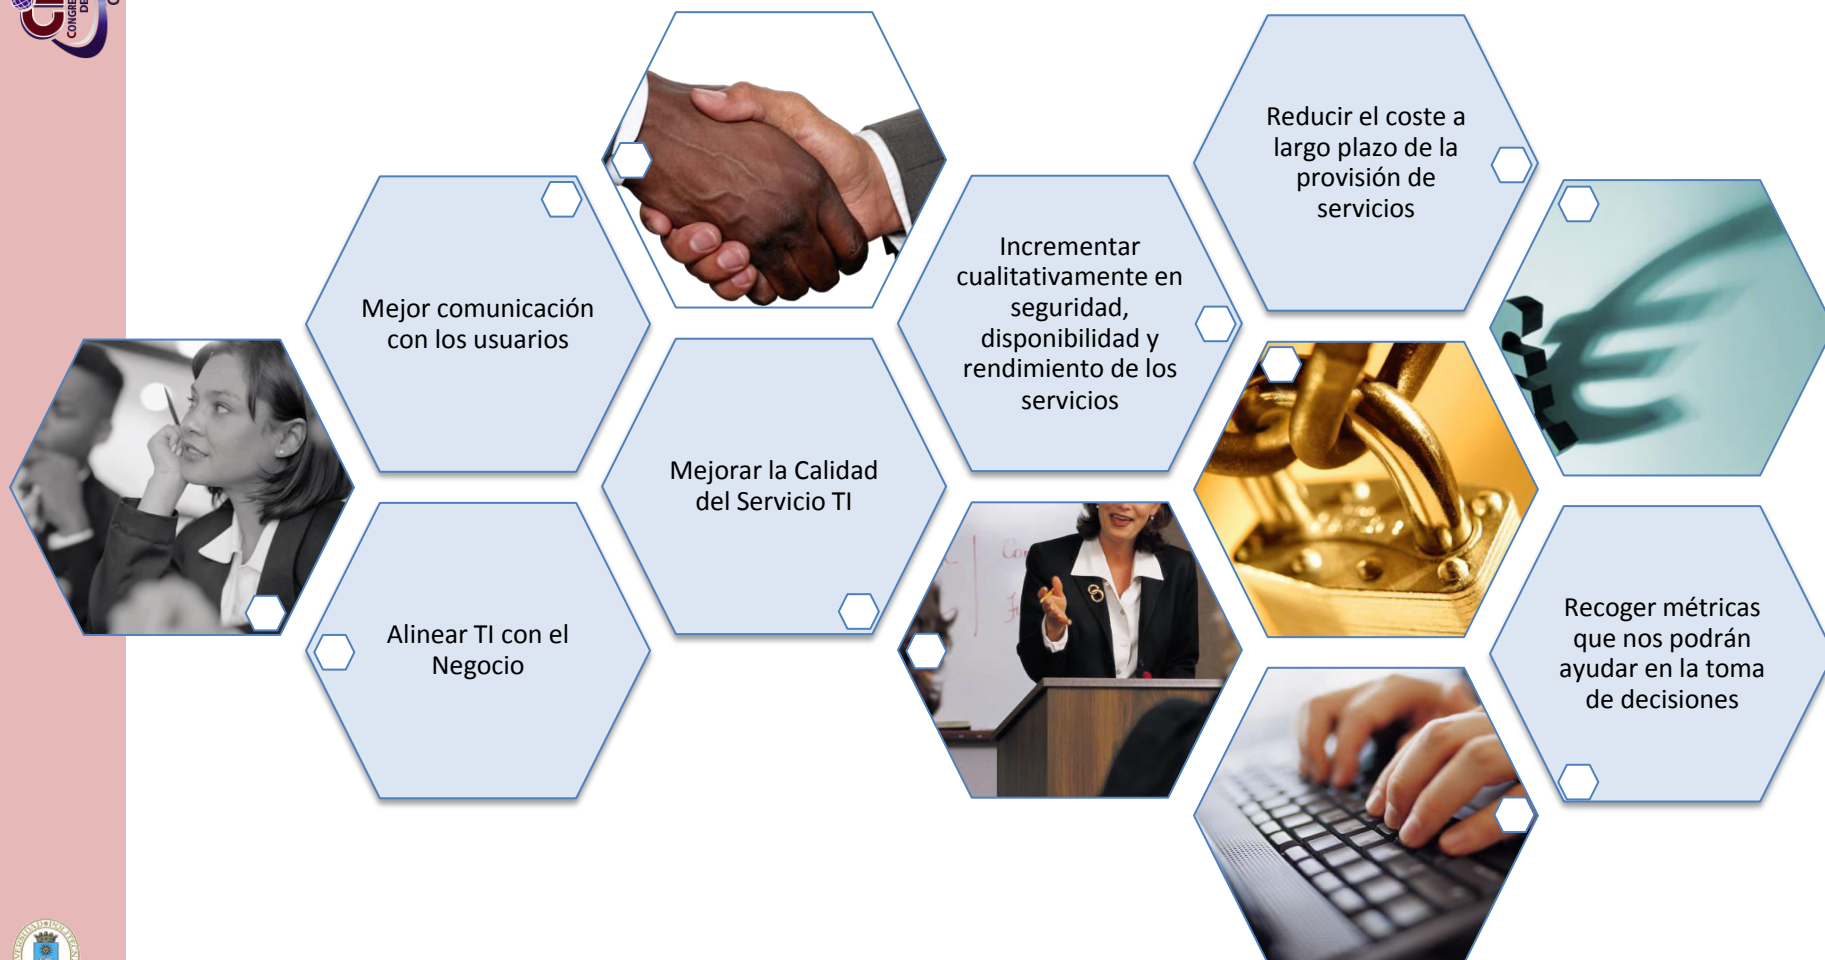 CONGRE
DE
Mejor comunicación
con los usuarios
Alinear TI con el
Negocio
Mejorar la Calidad
del Servicio TI
Incrementar
cualitativamente en
seguridad,
disponibilidad y
rendimiento de los
servicios
Reducir el coste a
largo plazo de la
provisión de
servicios
Recoger métricas
que nos podrán
ayudar en la toma
de decisiones